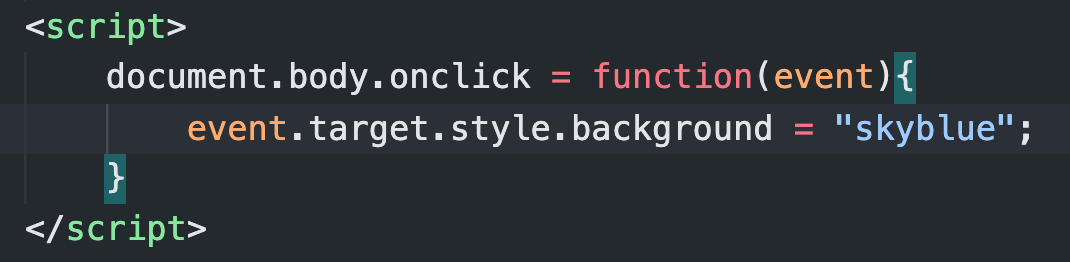 <script>
document.body.onclick = function(event){
event.target.style.background = "skyblue";
}
</script>